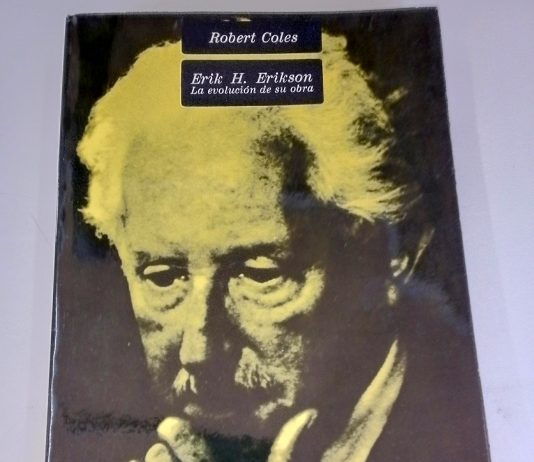 Robert Coles
Erik H. Erikson
La evolución de su obra